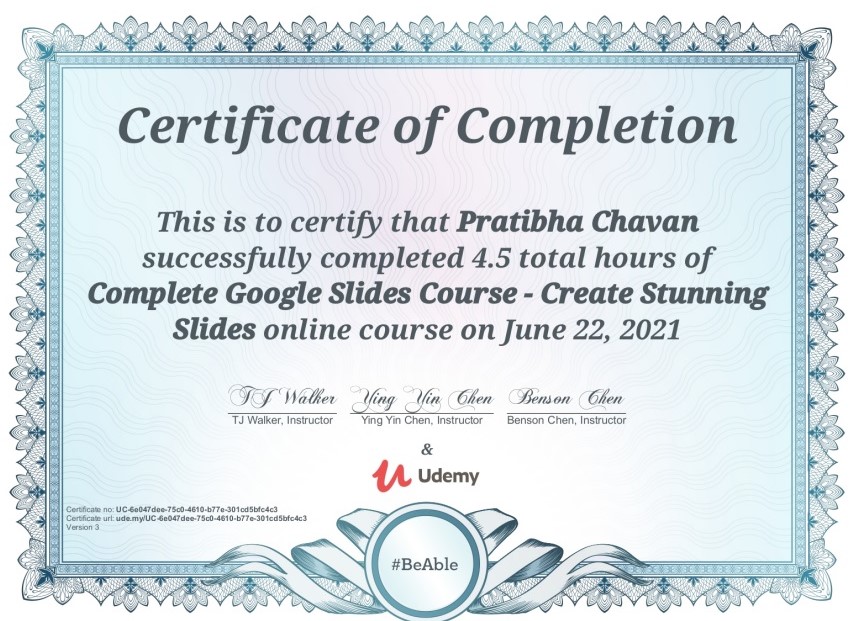 Certificate of Completion
This is to certify that Pratibha Chavan
successfully completed 4.5 total hours of
Complete Google Slides Course - Create Stunning
Slides online course on June 22, 2021
TJ Walker Ying Yin Chen Benson Chen
TJ Walker, Instructor Ying Yin Chen, Instructor Benson Chen, Instructor
&
Udemy
Certificate no: UC-6e047dee-75c0-4610-b77e-301cd5bfc4c3
Certificate url: ude.my/UC-6e047dee-75c0-4610-b77e-301cd5bfc4c3
Version 3
#BeAble